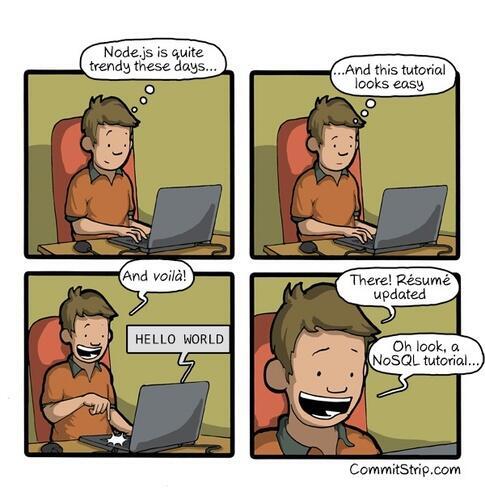 Node.js is quite
trendy these days...
...And this tutorial
looks easy
And voilà!
HELLO WORLD
There! Résumé
updated
Oh look, a
NoSQL tutorial...
CommitStrip.com